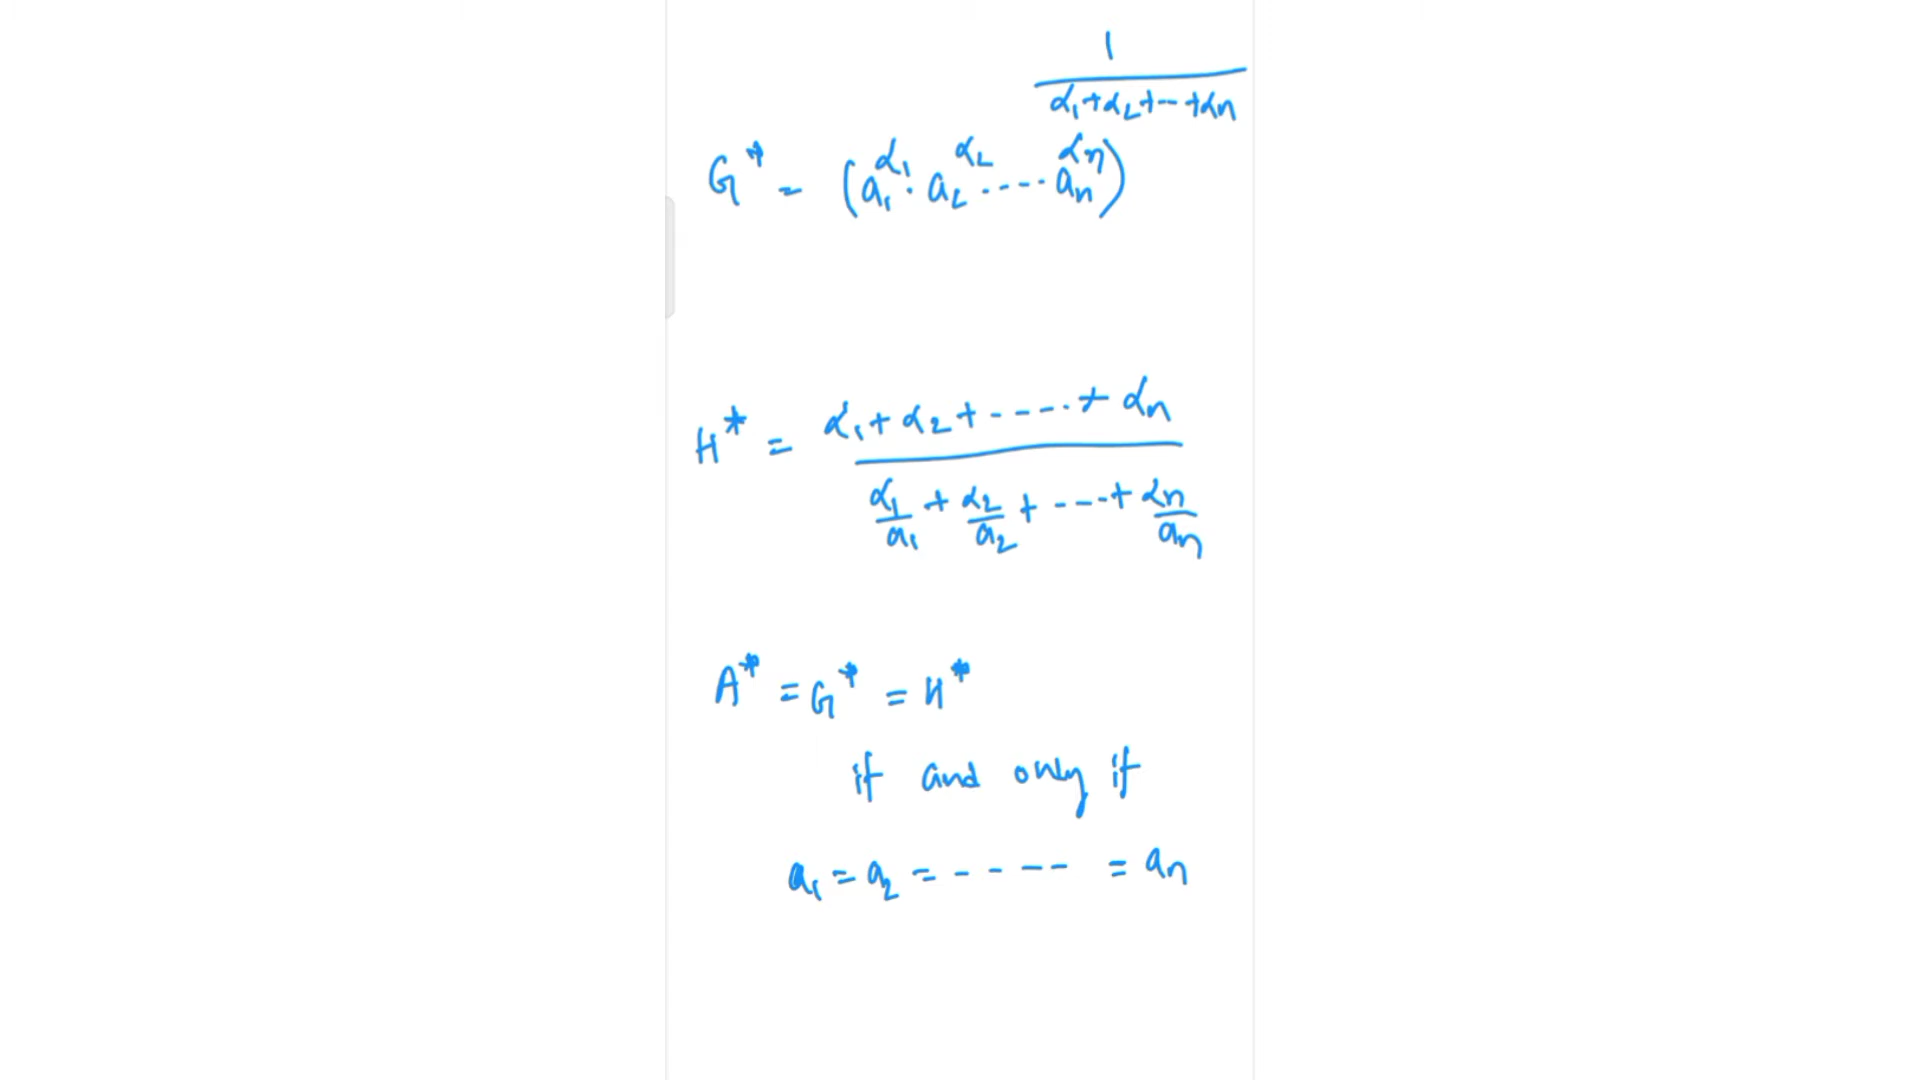 G* = (a₁^α₁ · a₂^α₂ ····· aₙ^αₙ)^(1/(α₁+α₂+--+αₙ))
H* = (α₁+α₂+-----+αₙ)/(α₁/a₁ + α₂/a₂ + ---+ αₙ/aₙ)
A* = G* = H*
if and only if
a₁ = a₂ = - - - - = aₙ